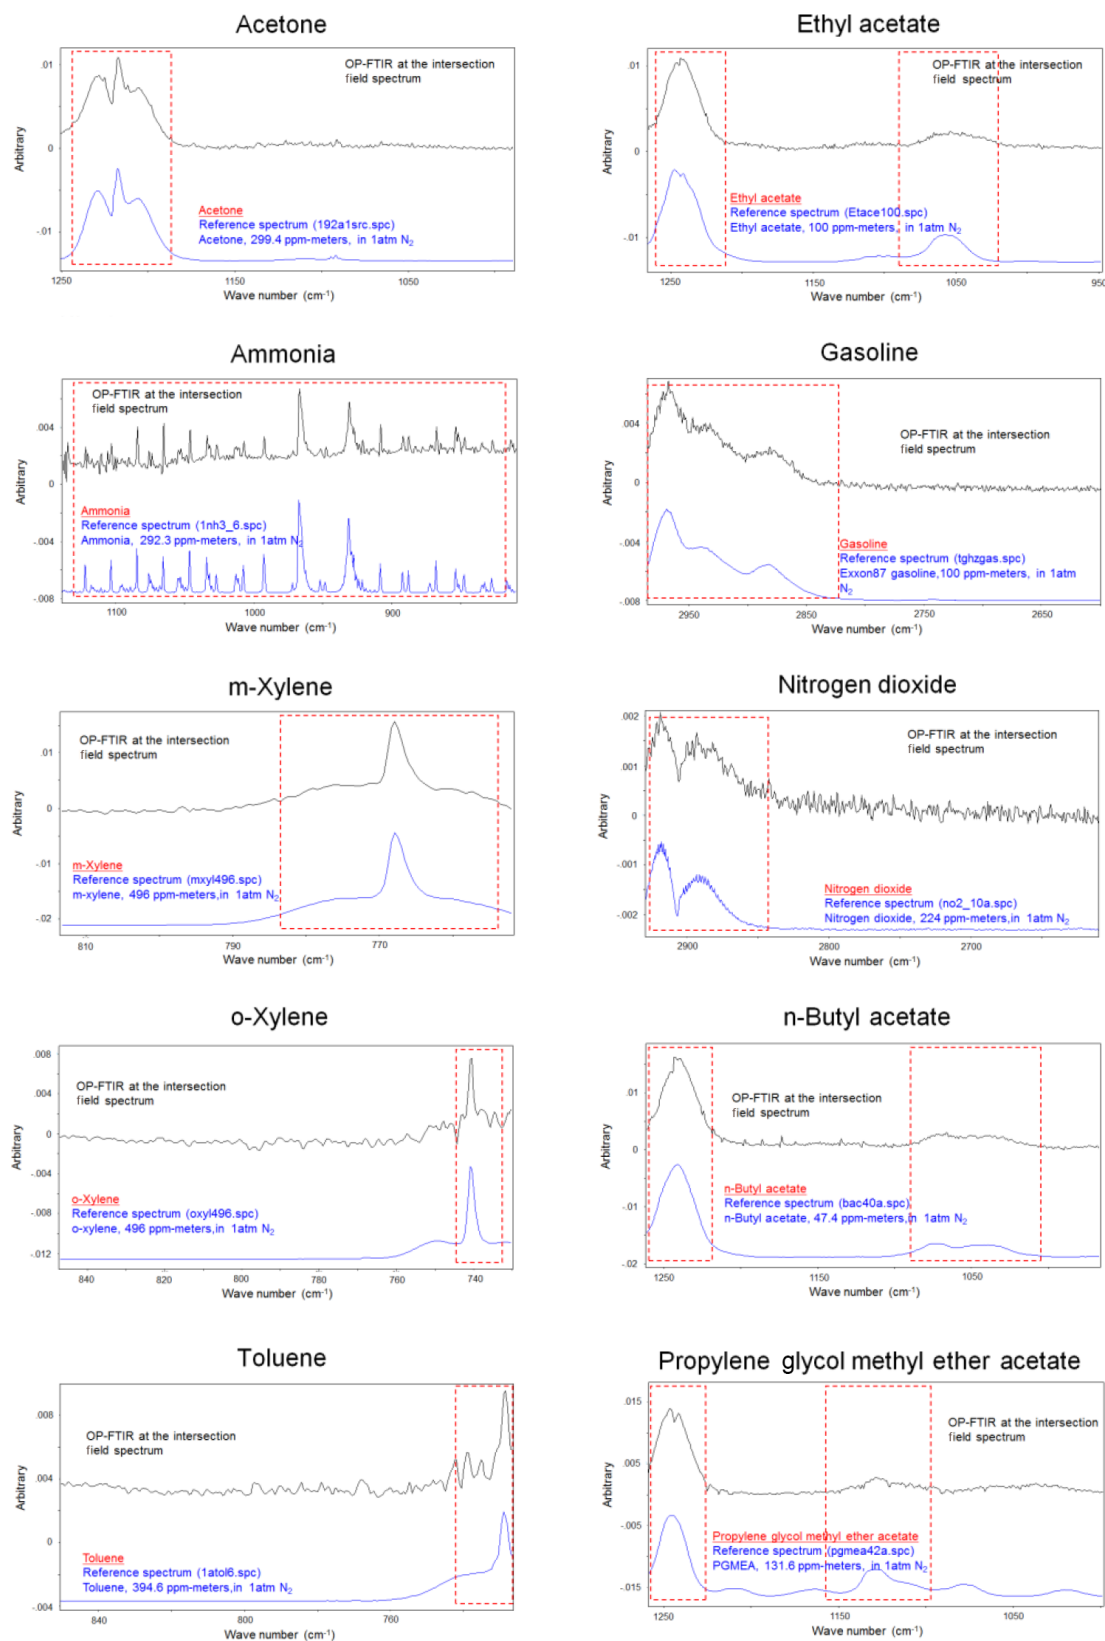 Acetone
.01
OP-FTIR at the intersection
field spectrum
0
Arbitrary
Acetone
Reference spectrum (192a1src.spc)
Acetone, 299.4 ppm-meters, in 1atm N2
-.01
1250 1150 1050
Wave number (cm-1)
Ethyl acetate
.01
OP-FTIR at the intersection
field spectrum
0
Arbitrary
Ethyl acetate
Reference spectrum (Etace100.spc)
Ethyl acetate, 100 ppm-meters, in 1atm N2
-.01
1250 1150 1050 950
Wave number (cm-1)
Ammonia
OP-FTIR at the intersection
field spectrum
.004
0
Arbitrary
Ammonia
Reference spectrum (1nh3_6.spc)
Ammonia, 292.3 ppm-meters, in 1atm N2
-.004
-.008
1100 1000 900
Wave number (cm-1)
Gasoline
.004
OP-FTIR at the intersection
field spectrum
0
Arbitrary
-.004
Gasoline
Reference spectrum (tghzgas.spc)
Exxon87 gasoline,100 ppm-meters, in 1atm
N2
-.008
2950 2850 2750 2650
Wave number (cm-1)
m-Xylene
OP-FTIR at the intersection
field spectrum
.01
0
Arbitrary
-.01
m-Xylene
Reference spectrum (mxyl496.spc)
m-xylene, 496 ppm-meters,in 1atm N2
-.02
810 790 770
Wave number (cm-1)
Nitrogen dioxide
.002
OP-FTIR at the intersection
field spectrum
.001
0
Arbitrary
-.001
Nitrogen dioxide
Reference spectrum (no2_10a.spc)
Nitrogen dioxide, 224 ppm-meters,in 1atm N2
-.002
2900 2800 2700
Wave number (cm-1)
o-Xylene
.008
OP-FTIR at the intersection
field spectrum
.004
0
Arbitrary
-.004
o-Xylene
Reference spectrum (oxyl496.spc)
o-xylene, 496 ppm-meters,in 1atm N2
-.008
-.012
840 820 800 780 760 740
Wave number (cm-1)
n-Butyl acetate
.01
OP-FTIR at the intersection
field spectrum
0
Arbitrary
n-Butyl acetate
Reference spectrum (bac40a.spc)
n-Butyl acetate, 47.4 ppm-meters,in 1atm N2
-.01
-.02
1250 1150 1050
Wave number (cm-1)
Toluene
.008
OP-FTIR at the intersection
field spectrum
.004
Arbitrary
0
Toluene
Reference spectrum (1atol6.spc)
Toluene, 394.6 ppm-meters,in 1atm N2
-.004
840 800 760
Wave number (cm-1)
Propylene glycol methyl ether acetate
.015
OP-FTIR at the intersection
field spectrum
.005
Arbitrary
-.005
Propylene glycol methyl ether acetate
Reference spectrum (pgmea42a.spc)
PGMEA, 131.6 ppm-meters, in 1atm N2
-.015
1250 1150 1050
Wave number (cm-1)